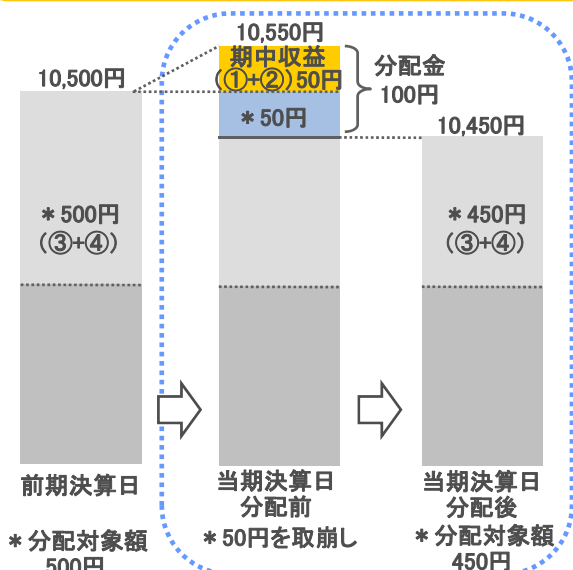 10,550円
期中収益
(①+②)50円
分配金
100円
10,500円
＊50円
10,450円
＊500円
(③+④)
＊450円
(③+④)
前期決算日
当期決算日
分配前
当期決算日
分配後
＊分配対象額
500円
＊50円を取崩し
＊分配対象額
450円